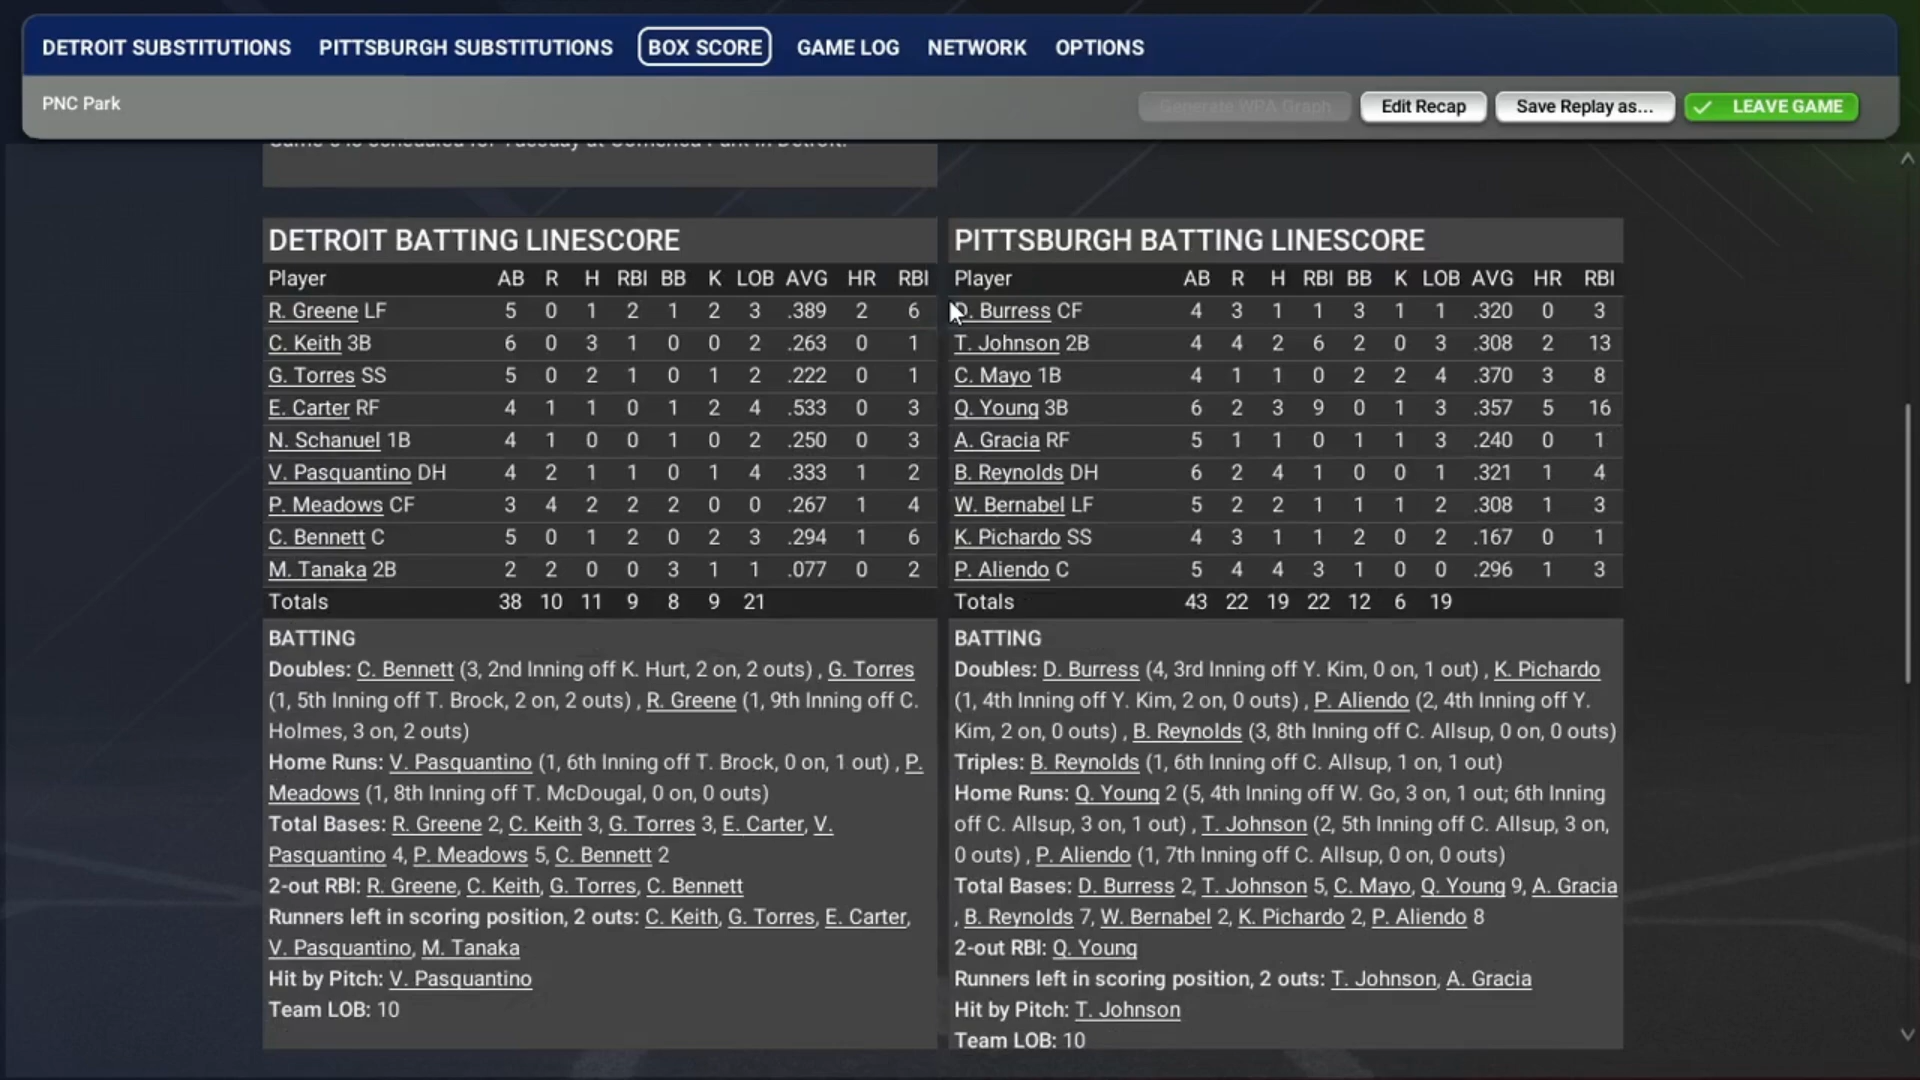 DETROIT SUBSTITUTIONS PITTSBURGH SUBSTITUTIONS BOX SCORE GAME LOG NETWORK OPTIONS
PNC Park Generate WPA Graph Edit Recap Save Replay as... LEAVE GAME
DETROIT BATTING LINESCORE
Player AB R H RBI BB K LOB AVG HR RBI
R. Greene LF 5 0 1 2 1 2 3 .389 2 6
C. Keith 3B 6 0 3 1 0 0 2 .263 0 1
G. Torres SS 5 0 2 1 0 1 2 .222 0 1
E. Carter RF 4 1 1 0 1 2 4 .533 0 3
N. Schanuel 1B 4 1 0 0 1 0 2 .250 0 3
V. Pasquantino DH 4 2 1 1 0 1 4 .333 1 2
P. Meadows CF 3 4 2 2 2 0 0 .267 1 4
C. Bennett C 5 0 1 2 0 2 3 .294 1 6
M. Tanaka 2B 2 2 0 0 3 1 1 .077 0 2
Totals 38 10 11 9 8 9 21
BATTING
Doubles: C. Bennett (3, 2nd Inning off K. Hurt, 2 on, 2 outs) , G. Torres
(1, 5th Inning off T. Brock, 2 on, 2 outs) , R. Greene (1, 9th Inning off C.
Holmes, 3 on, 2 outs)
Home Runs: V. Pasquantino (1, 6th Inning off T. Brock, 0 on, 1 out) , P.
Meadows (1, 8th Inning off T. McDougal, 0 on, 0 outs)
Total Bases: R. Greene 2, C. Keith 3, G. Torres 3, E. Carter, V.
Pasquantino 4, P. Meadows 5, C. Bennett 2
2-out RBI: R. Greene, C. Keith, G. Torres, C. Bennett
Runners left in scoring position, 2 outs: C. Keith, G. Torres, E. Carter,
V. Pasquantino, M. Tanaka
Hit by Pitch: V. Pasquantino
Team LOB: 10
PITTSBURGH BATTING LINESCORE
Player AB R H RBI BB K LOB AVG HR RBI
D. Burress CF 4 3 1 1 3 1 1 .320 0 3
T. Johnson 2B 4 4 2 6 2 0 3 .308 2 13
C. Mayo 1B 4 1 1 0 2 2 4 .370 3 8
Q. Young 3B 6 2 3 9 0 1 3 .357 5 16
A. Gracia RF 5 1 1 0 1 1 3 .240 0 1
B. Reynolds DH 6 2 4 1 0 0 1 .321 1 4
W. Bernabel LF 5 2 2 1 1 1 2 .308 1 3
K. Pichardo SS 4 3 1 1 2 0 2 .167 0 1
P. Aliendo C 5 4 4 3 1 0 0 .296 1 3
Totals 43 22 19 22 12 6 19
BATTING
Doubles: D. Burress (4, 3rd Inning off Y. Kim, 0 on, 1 out) , K. Pichardo
(1, 4th Inning off Y. Kim, 2 on, 0 outs) , P. Aliendo (2, 4th Inning off Y.
Kim, 2 on, 0 outs) , B. Reynolds (3, 8th Inning off C. Allsup, 0 on, 0 outs)
Triples: B. Reynolds (1, 6th Inning off C. Allsup, 1 on, 1 out)
Home Runs: Q. Young 2 (5, 4th Inning off W. Go, 3 on, 1 out; 6th Inning
off C. Allsup, 3 on, 1 out) , T. Johnson (2, 5th Inning off C. Allsup, 3 on,
0 outs) , P. Aliendo (1, 7th Inning off C. Allsup, 0 on, 0 outs)
Total Bases: D. Burress 2, T. Johnson 5, C. Mayo, Q. Young 9, A. Gracia
, B. Reynolds 7, W. Bernabel 2, K. Pichardo 2, P. Aliendo 8
2-out RBI: Q. Young
Runners left in scoring position, 2 outs: T. Johnson, A. Gracia
Hit by Pitch: T. Johnson
Team LOB: 10